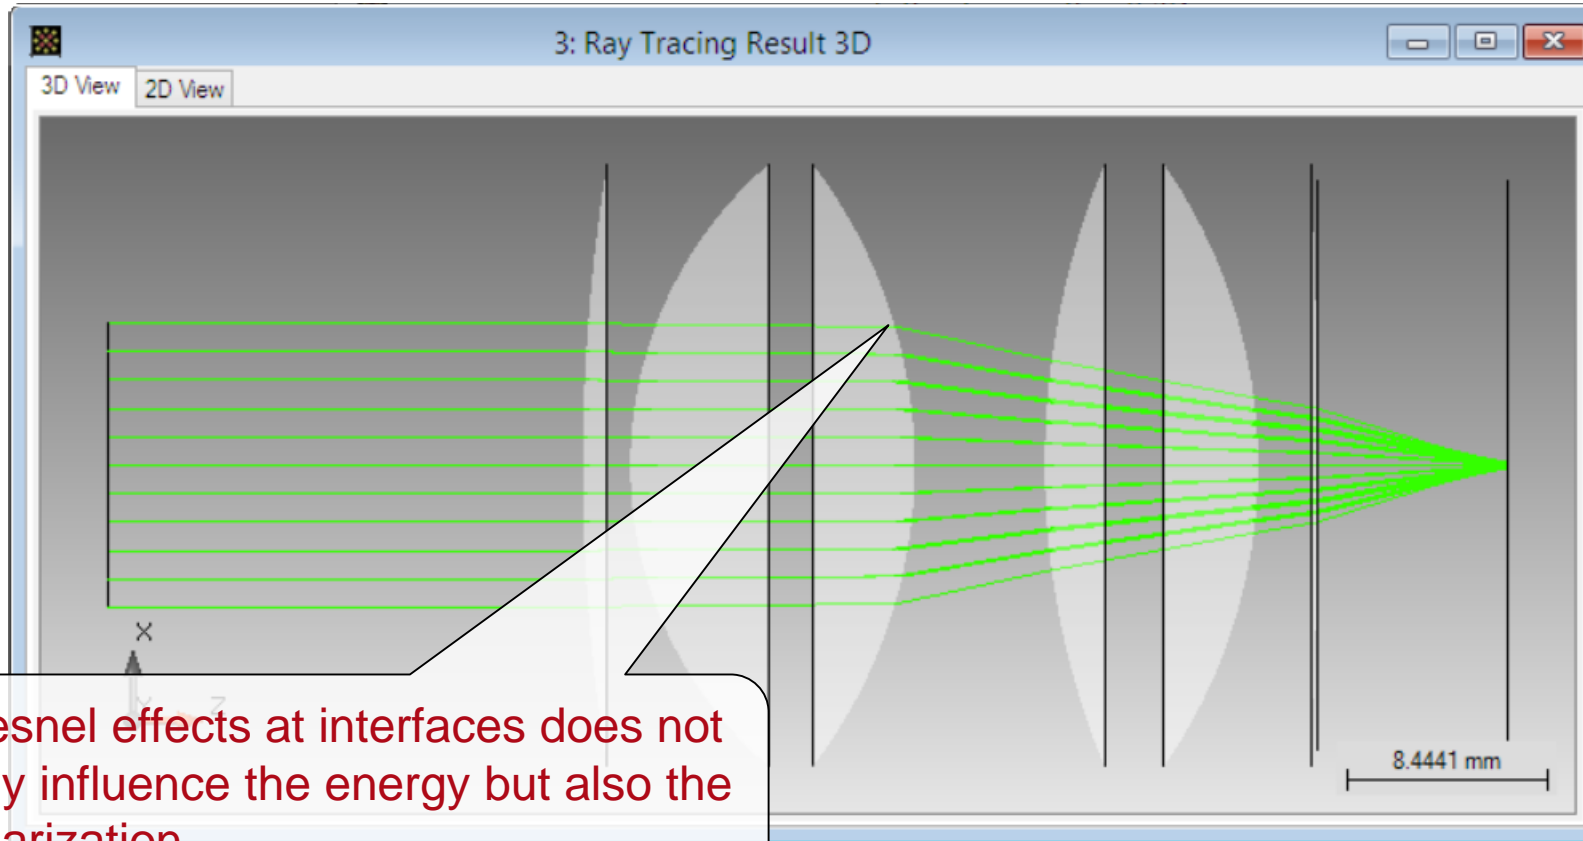 3: Ray Tracing Result 3D
3D View 2D View
X
Z
8.4441 mm
esnel effects at interfaces does not
y influence the energy but also the
arization